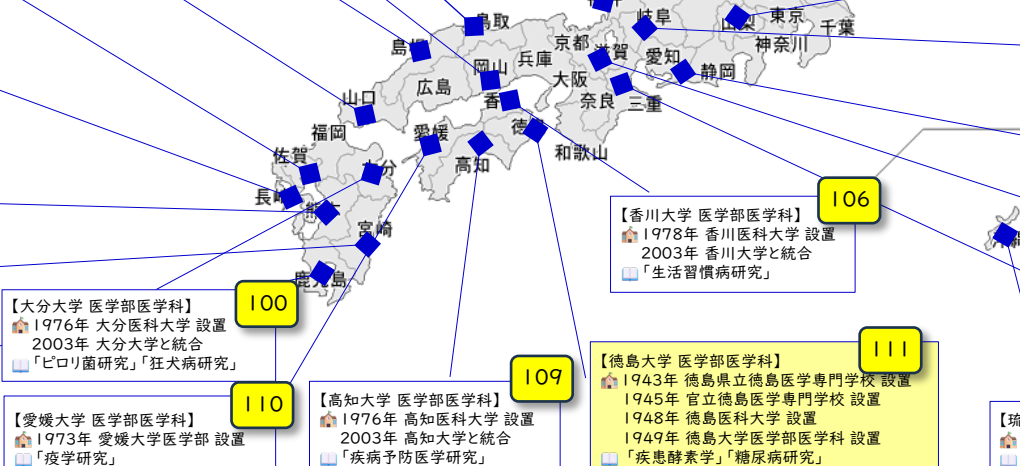 鳥取
岐阜
山梨
東京
千葉
神奈川
京都
滋賀
愛知
静岡
兵庫
岡山
大阪
奈良
三重
広島
山口
愛媛
高知
和歌山
福岡
佐賀
大分
宮崎
鹿児島
106
【香川大学 医学部医学科】
1978年 香川医科大学 設置
2003年 香川大学と統合
「生活習慣病研究」
100
【大分大学 医学部医学科】
1976年 大分医科大学 設置
2003年 大分大学と統合
「ピロリ菌研究」「狂犬病研究」
110
【愛媛大学 医学部医学科】
1973年 愛媛大学医学部 設置
「疫学研究」
109
【高知大学 医学部医学科】
1976年 高知医科大学 設置
2003年 高知大学と統合
「疾病予防医学研究」
111
【徳島大学 医学部医学科】
1943年 徳島県立徳島医学専門学校 設置
1945年 官立徳島医学専門学校 設置
1948年 徳島医科大学 設置
1949年 徳島大学医学部医学科 設置
「疾患酵素学」「糖尿病研究」
【琉